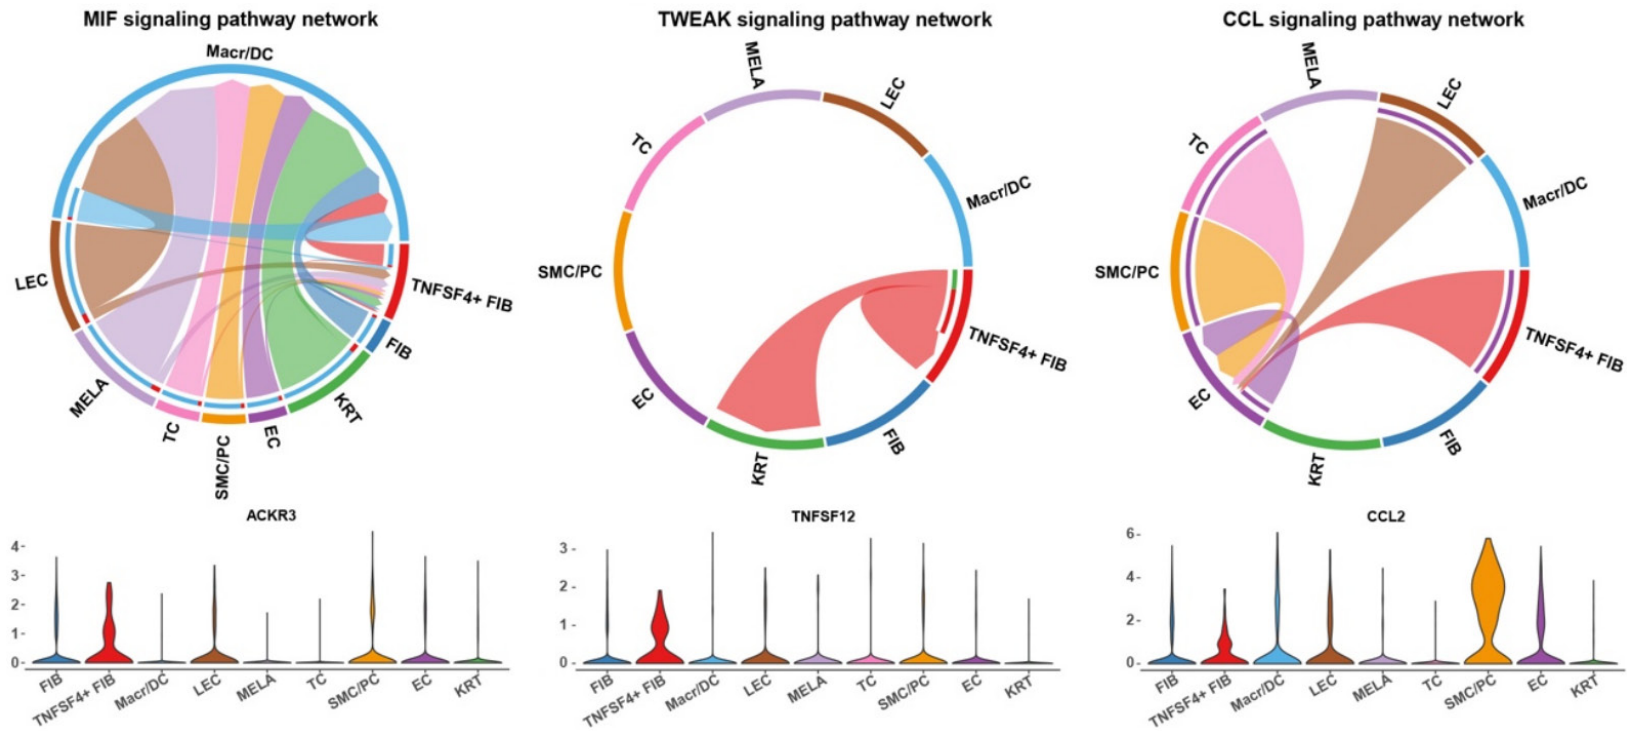 MIF signaling pathway network
Macr/DC
LEC
MELA
TC
SMC/PC
EC
KRT
FIB
TNFSF4+ FIB
TWEAK signaling pathway network
MELA
LEC
TC
Macr/DC
SMC/PC
TNFSF4+ FIB
EC
KRT
FIB
CCL signaling pathway network
MELA
LEC
TC
Macr/DC
SMC/PC
TNFSF4+ FIB
EC
KRT
FIB
ACKR3
4
3
2
1
0
FIB
TNFSF4+ FIB
Macr/DC
LEC
MELA
TC
SMC/PC
EC
KRT
TNFSF12
3
2
1
0
FIB
TNFSF4+ FIB
Macr/DC
LEC
MELA
TC
SMC/PC
EC
KRT
CCL2
6
4
2
0
FIB
TNFSF4+ FIB
Macr/DC
LEC
MELA
TC
SMC/PC
EC
KRT